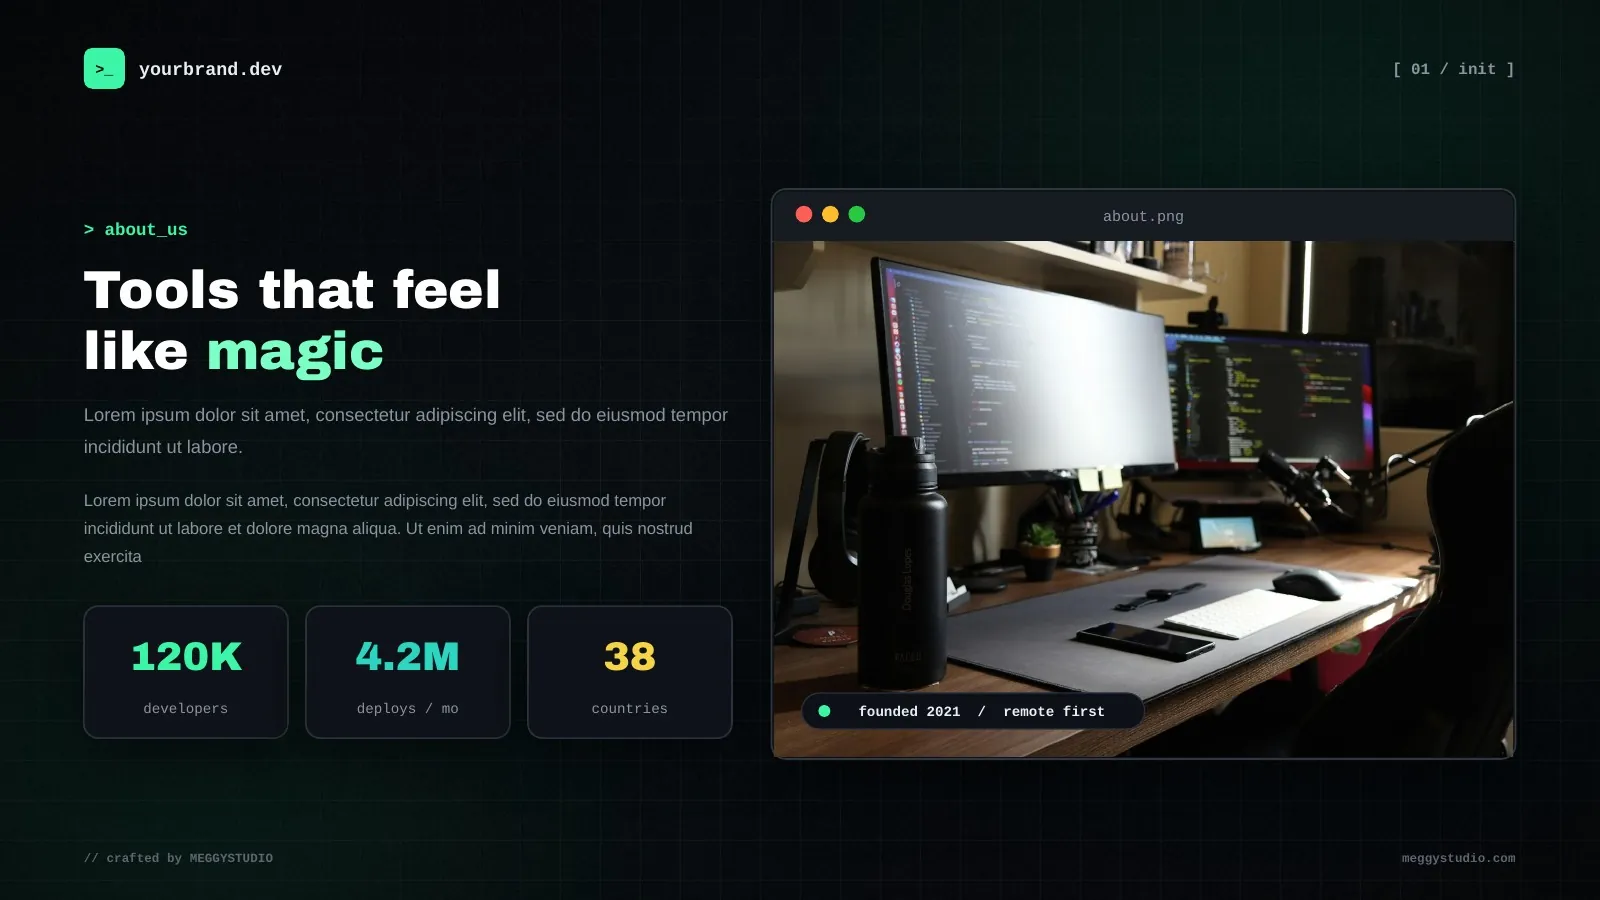 >_ yourbrand.dev
[ 01 / init ]
> about_us
Tools that feel
like magic
Lorem ipsum dolor sit amet, consectetur adipiscing elit, sed do eiusmod tempor
incididunt ut labore.
Lorem ipsum dolor sit amet, consectetur adipiscing elit, sed do eiusmod tempor
incididunt ut labore et dolore magna aliqua. Ut enim ad minim veniam, quis nostrud
exercita
120K
developers
4.2M
deploys / mo
38
countries
about.png
Douglas Lopes
founded 2021 / remote first
// crafted by MEGGYSTUDIO
meggystudio.com